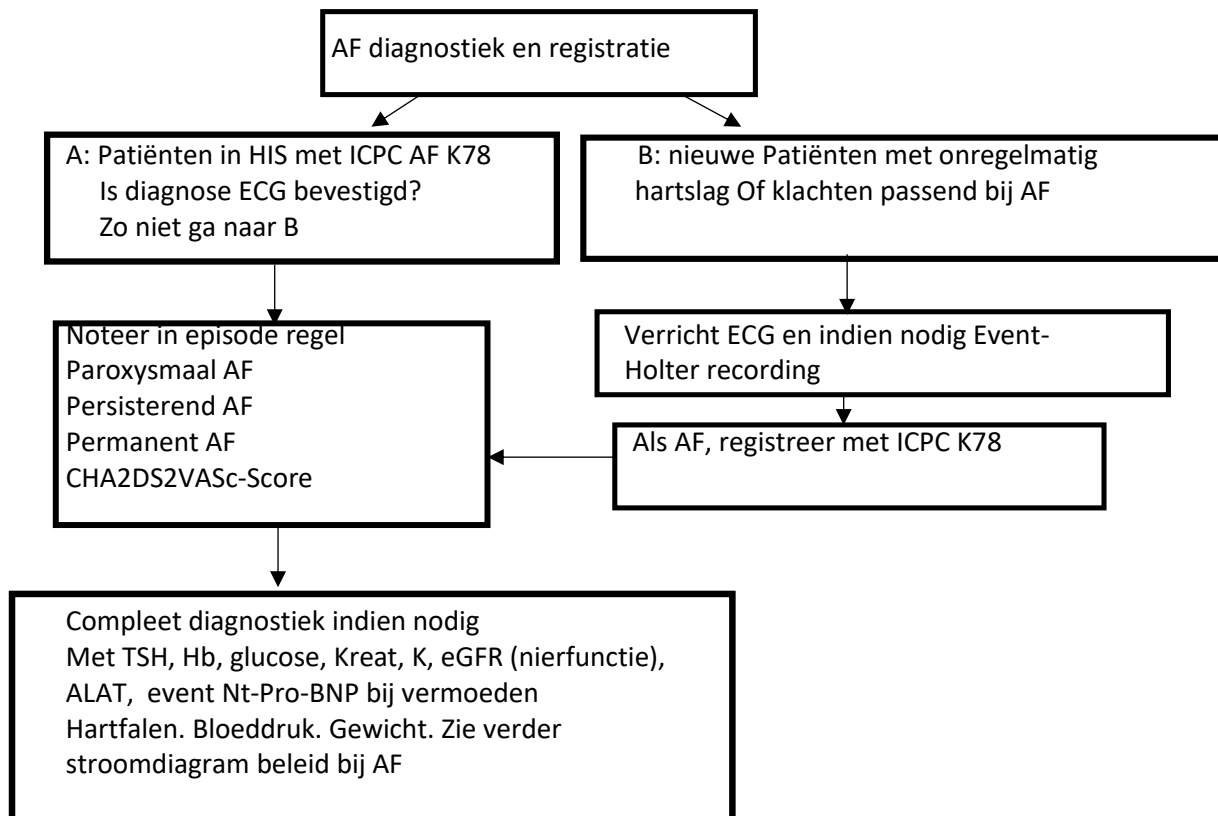 AF diagnostiek en registratie
A: Patiënten in HIS met ICPC AF K78
Is diagnose ECG bevestigd?
Zo niet ga naar B
B: nieuwe Patiënten met onregelmatig
hartslag Of klachten passend bij AF
Noteer in episode regel
Paroxysmaal AF
Persisterend AF
Permanent AF
CHA2DS2VASc-Score
Verricht ECG en indien nodig Event-
Holter recording
Als AF, registreer met ICPC K78
Compleet diagnostiek indien nodig
Met TSH, Hb, glucose, Kreat, K, eGFR (nierfunctie),
ALAT, event Nt-Pro-BNP bij vermoeden
Hartfalen. Bloeddruk. Gewicht. Zie verder
stroomdiagram beleid bij AF